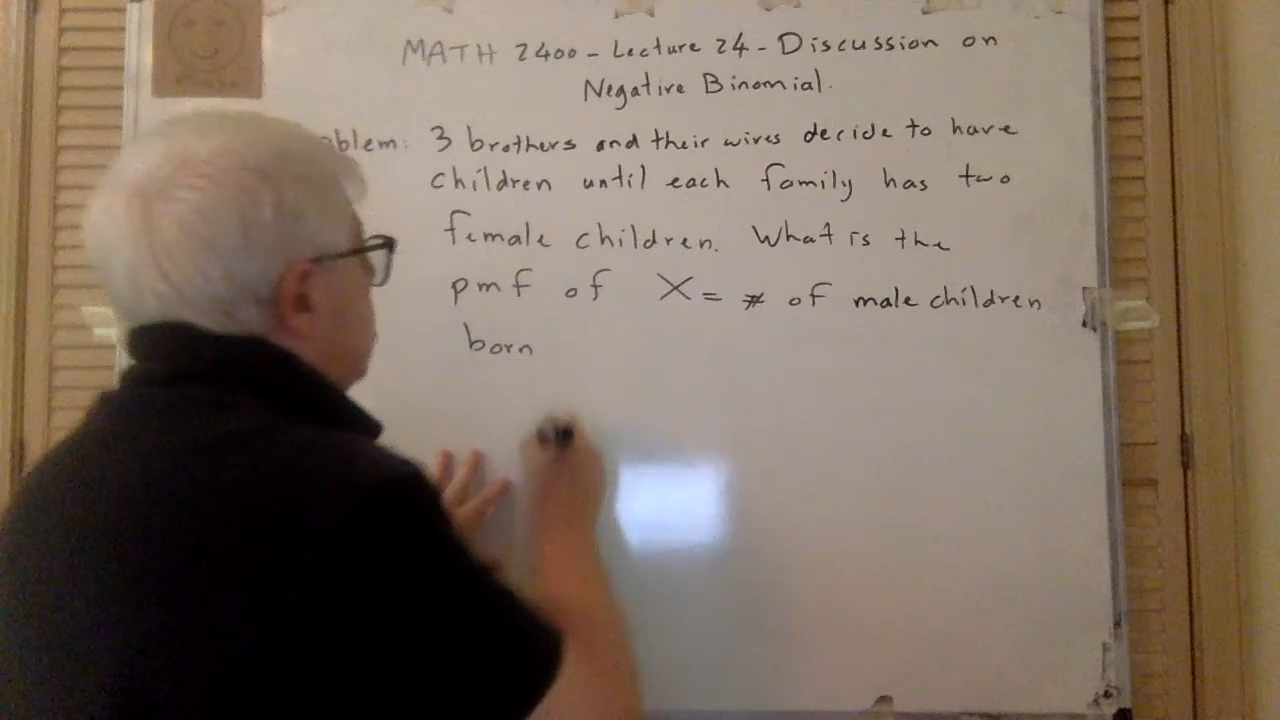 MATH 2400 - Lecture 24 - Discussion on
Negative Binomial.
oblem: 3 brothers and their wives decide to have
children until each family has two
female children. What is the
pmf of X = # of male children
born